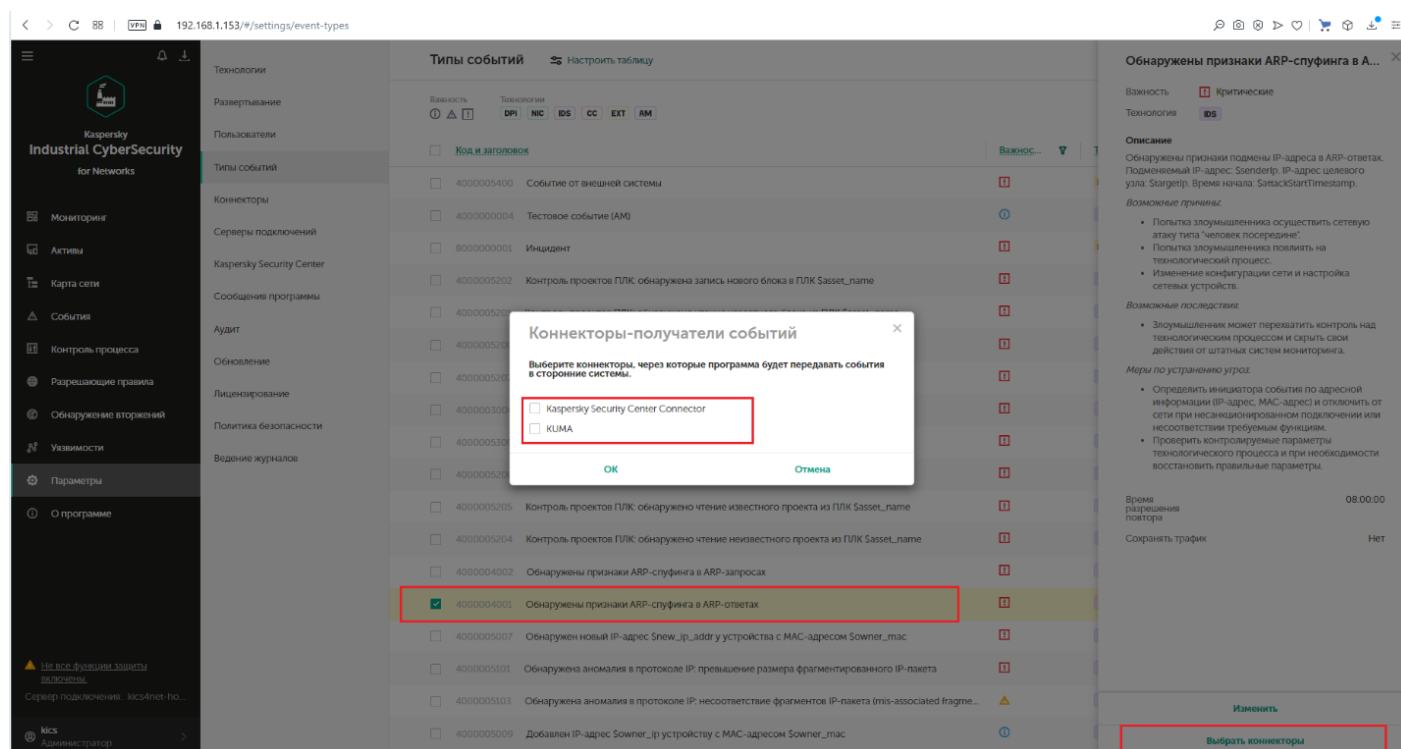 VPN 192.168.1.153/#/settings/event-types
Kaspersky
Industrial CyberSecurity
for Networks
Мониторинг
Активы
Карта сети
События
Контроль процесса
Разрешающие правила
Обнаружение вторжений
Уязвимости
Параметры
О программе
Не все функции защиты
включены.
Сервер подключения: kics4net-ho...
kics
Администратор
Технологии
Развертывание
Пользователи
Типы событий
Коннекторы
Серверы подключений
Kaspersky Security Center
Сообщения программы
Аудит
Обновление
Лицензирование
Политика безопасности
Ведение журналов
Типы событий Настроить таблицу
Важность Технологии
DPI NIC IDS CC EXT AM
Код и заголовок Важнос...
4000005400 Событие от внешней системы
4000000004 Тестовое событие (AM)
8000000001 Инцидент
4000005202 Контроль проектов ПЛК: обнаружена запись нового блока в ПЛК $asset_name
Коннекторы-получатели событий
Выберите коннекторы, через которые программа будет передавать события
в сторонние системы.
Kaspersky Security Center Connector
KUMA
ОК Отмена
4000005205 Контроль проектов ПЛК: обнаружено чтение известного проекта из ПЛК $asset_name
4000005204 Контроль проектов ПЛК: обнаружено чтение неизвестного проекта из ПЛК $asset_name
4000004002 Обнаружены признаки ARP-спуфинга в ARP-запросах
4000004001 Обнаружены признаки ARP-спуфинга в ARP-ответах
4000005007 Обнаружен новый IP-адрес $new_ip_addr у устройства с MAC-адресом $owner_mac
4000005101 Обнаружена аномалия в протоколе IP: превышение размера фрагментированного IP-пакета
4000005103 Обнаружена аномалия в протоколе IP: несоответствие фрагментов IP-пакета (mis-associated fragme...
4000005009 Добавлен IP-адрес $owner_ip устройству с MAC-адресом $owner_mac
Обнаружены признаки ARP-спуфинга в A...
Важность Критические
Технология IDS
Описание
Обнаружены признаки подмены IP-адреса в ARP-ответах.
Подменяемый IP-адрес: $senderIp. IP-адрес целевого
узла: $targetIp. Время начала: $attackStartTimestamp.
Возможные причины:
Попытка злоумышленника осуществить сетевую
атаку типа "человек посередине".
Попытка злоумышленника повлиять на
технологический процесс.
Изменение конфигурации сети и настройка
сетевых устройств.
Возможные последствия:
Злоумышленник может перехватить контроль над
технологическим процессом и скрыть свои
действия от штатных систем мониторинга.
Меры по устранению угроз:
Определить инициатора события по адресной
информации (IP-адрес, MAC-адрес) и отключить от
сети при несанкционированном подключении или
несоответствии требуемым функциям.
Проверить контролируемые параметры
технологического процесса и при необходимости
восстановить правильные параметры.
Время 08:00:00
разрешения
повтора
Сохранять трафик Нет
Изменить
Выбрать коннекторы